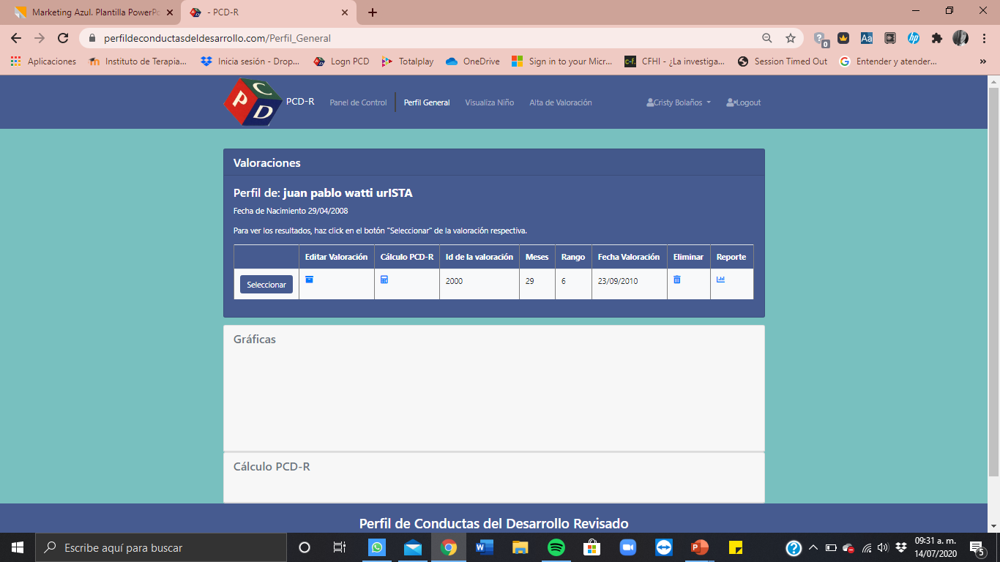 Marketing Azul. Plantilla PowerPo
- PCD-R
perfildeconductasdeldesarrollo.com/Perfil_General
Aplicaciones
Instituto de Terapia...
Inicia sesión - Drop...
Logn PCD
Totalplay
OneDrive
Sign in to your Micr...
CFHI - ¿La investiga...
Session Timed Out
Entender y atender...
»
P C D
PCD-R
Panel de Control
Perfil General
Visualiza Niño
Alta de Valoración
Cristy Bolaños
Logout
Valoraciones
Perfil de: juan pablo watti urISTA
Fecha de Nacimiento 29/04/2008
Para ver los resultados, haz click en el botón "Seleccionar" de la valoración respectiva.
Editar Valoración Cálculo PCD-R Id de la valoración Meses Rango Fecha Valoración Eliminar Reporte
Seleccionar 2000 29 6 23/09/2010
Gráficas
Cálculo PCD-R
Perfil de Conductas del Desarrollo Revisado
Escribe aquí para buscar
09:31 a. m.
14/07/2020
5